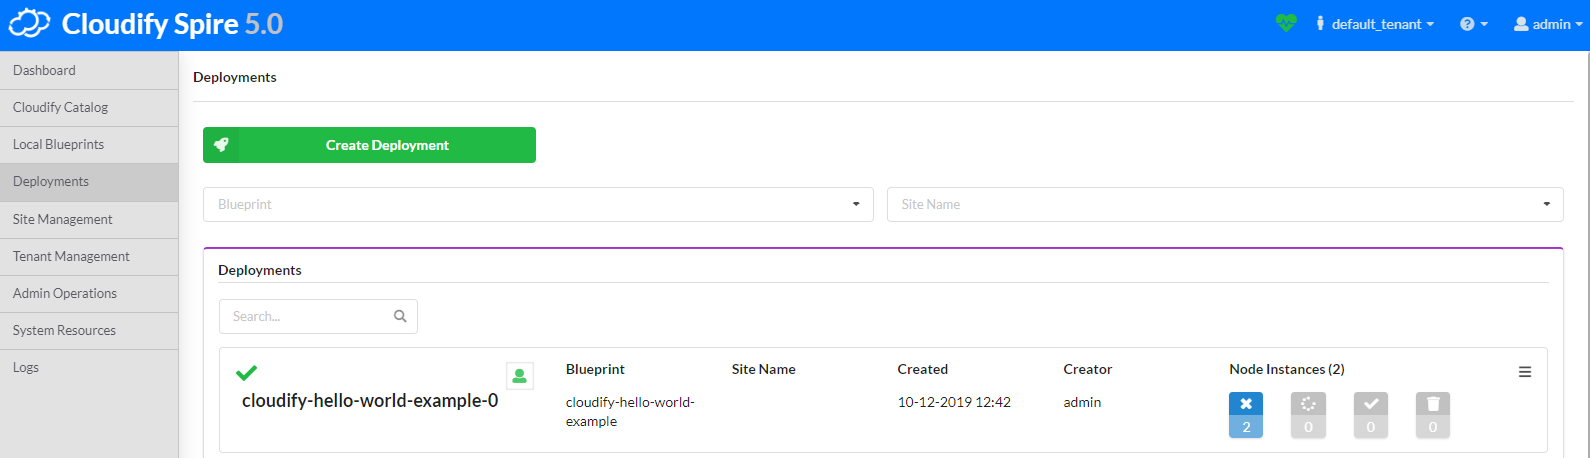 Cloudify Spire 5.0
default_tenant
admin
Dashboard
Cloudify Catalog
Local Blueprints
Deployments
Site Management
Tenant Management
Admin Operations
System Resources
Logs
Deployments
Create Deployment
Blueprint
Site Name
Deployments
Search...
cloudify-hello-world-example-0
Blueprint
cloudify-hello-world-
example
Site Name
Created
10-12-2019 12:42
Creator
admin
Node Instances (2)
2
0
0
0